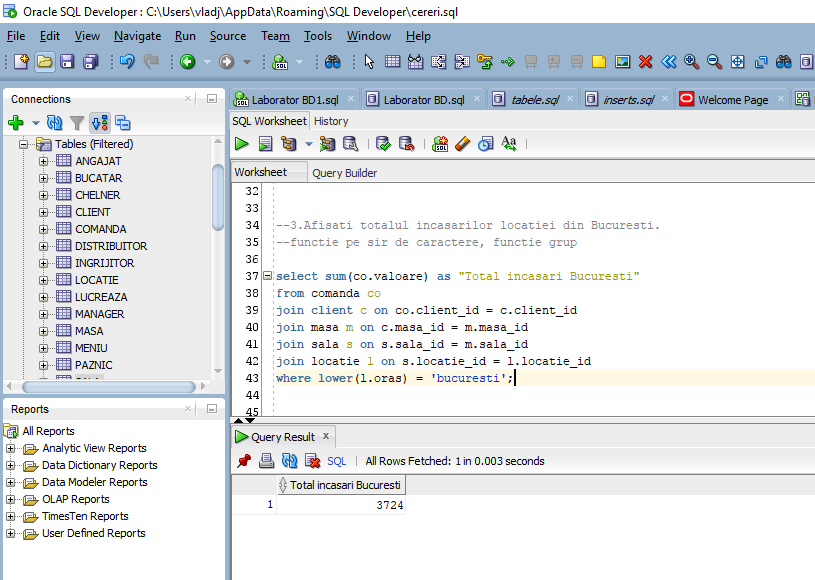 Oracle SQL Developer : C:\Users\vladj\AppData\Roaming\SQL Developer\cereri.sql
File Edit View Navigate Run Source Team Tools Window Help
Connections
Tables (Filtered)
ANGAJAT
BUCATAR
CHELNER
CLIENT
COMANDA
DISTRIBUITOR
INGRIJITOR
LOCATIE
LUCREAZA
MANAGER
MASA
MENIU
PAZNIC
Reports
All Reports
Analytic View Reports
Data Dictionary Reports
Data Modeler Reports
OLAP Reports
TimesTen Reports
User Defined Reports
Laborator BD1.sql Laborator BD.sql tabele.sql inserts.sql Welcome Page
SQL Worksheet History
Worksheet Query Builder
32
33
34 --3.Afisati totalul incasarilor locatiei din Bucuresti.
35 --functie pe sir de caractere, functie grup
36
37 select sum(co.valoare) as "Total incasari Bucuresti"
38 from comanda co
39 join client c on co.client_id = c.client_id
40 join masa m on c.masa_id = m.masa_id
41 join sala s on s.sala_id = m.sala_id
42 join locatie l on s.locatie_id = l.locatie_id
43 where lower(l.oras) = 'bucuresti';
44
45
Query Result
SQL | All Rows Fetched: 1 in 0.003 seconds
Total incasari Bucuresti
1 3724